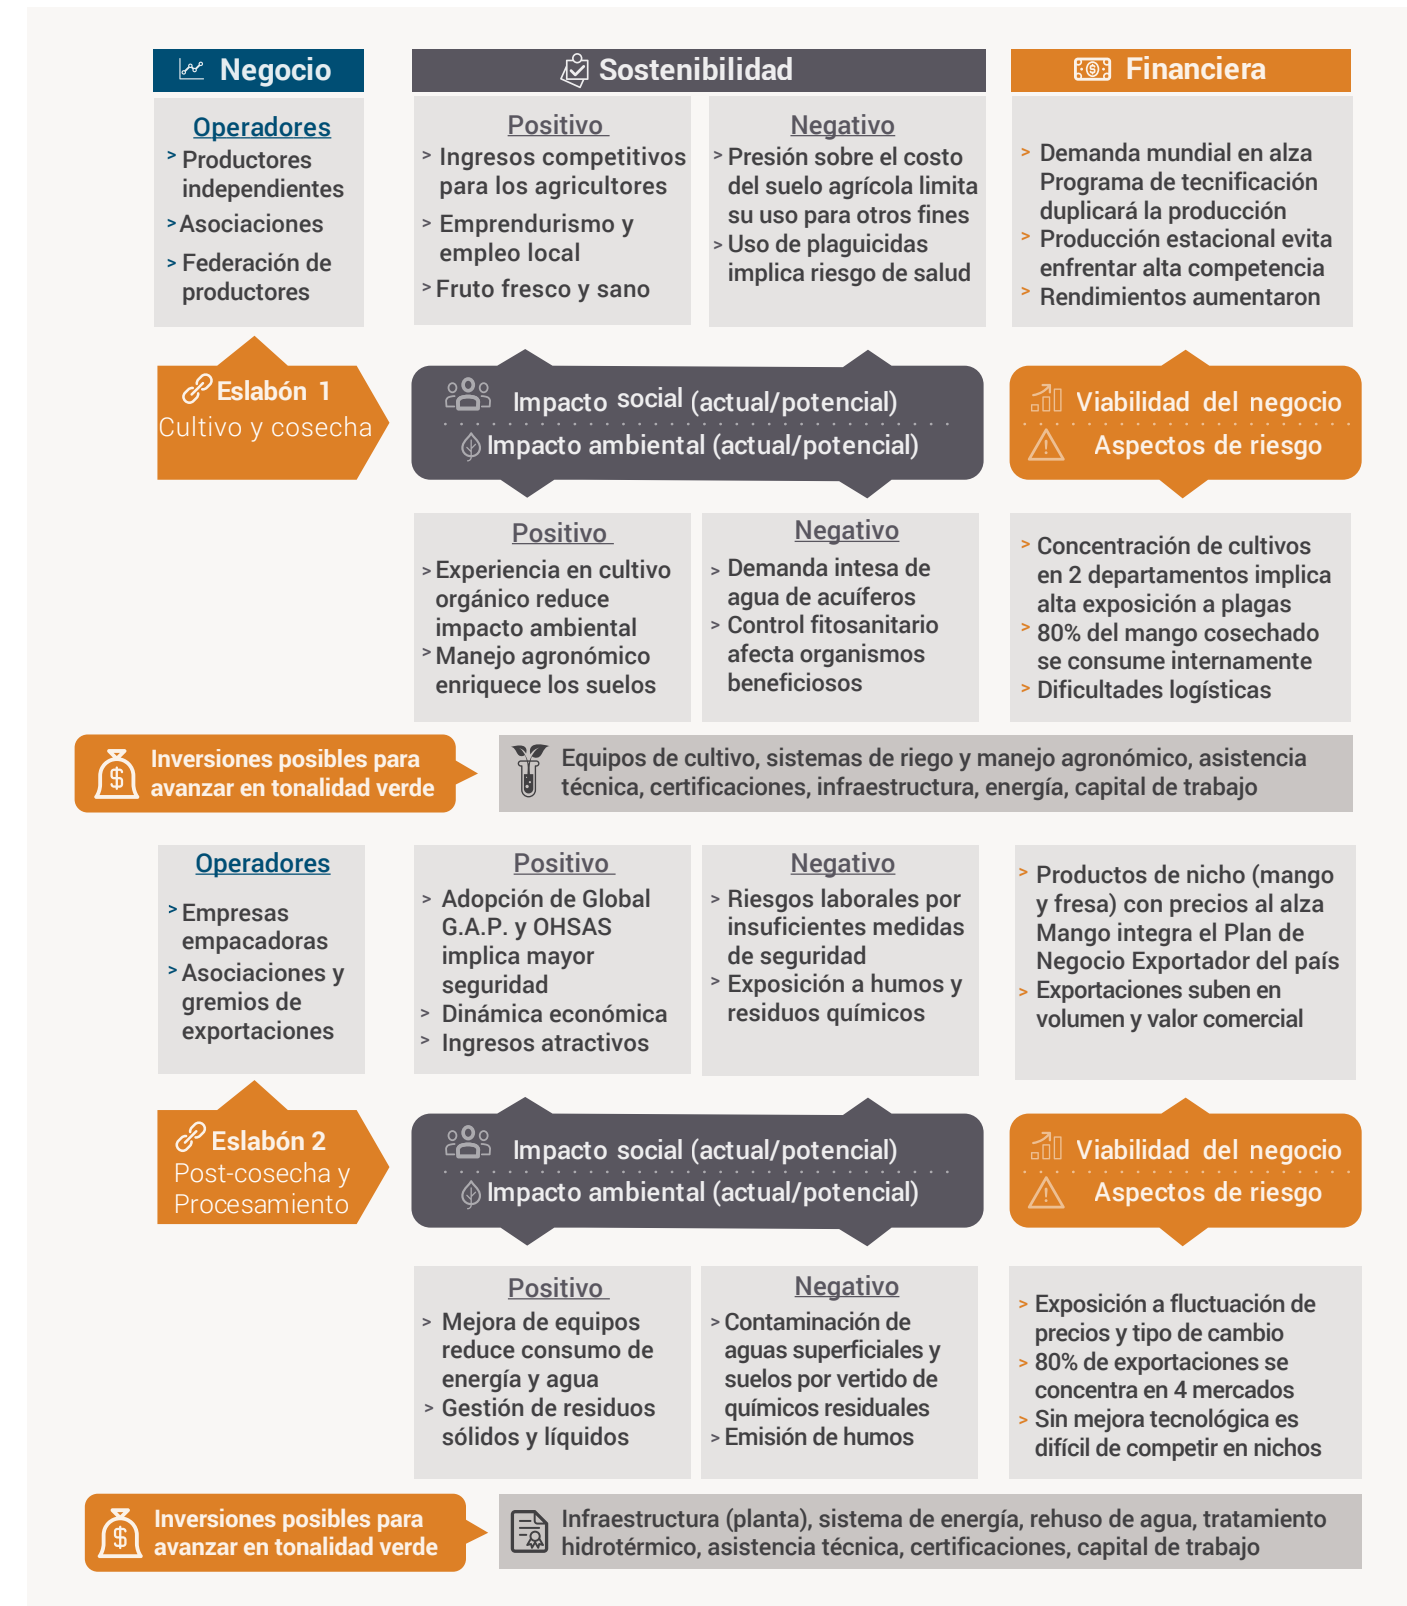 Negocio
Sostenibilidad
Financiera
Operadores
> Productores
independientes
> Asociaciones
> Federación de
productores
Positivo
> Ingresos competitivos
para los agricultores
> Emprendurismo y
empleo local
> Fruto fresco y sano
Negativo
> Presión sobre el costo
del suelo agrícola limita
su uso para otros fines
> Uso de plaguicidas
implica riesgo de salud
> Demanda mundial en alza
Programa de tecnificación
duplicará la producción
> Producción estacional evita
enfrentar alta competencia
> Rendimientos aumentaron
Eslabón 1
Cultivo y cosecha
Impacto social (actual/potencial)
Impacto ambiental (actual/potencial)
Viabilidad del negocio
Aspectos de riesgo
Positivo
> Experiencia en cultivo
orgánico reduce
impacto ambiental
> Manejo agronómico
enriquece los suelos
Negativo
> Demanda intesa de
agua de acuíferos
> Control fitosanitario
afecta organismos
beneficiosos
> Concentración de cultivos
en 2 departamentos implica
alta exposición a plagas
> 80% del mango cosechado
se consume internamente
> Dificultades logísticas
Inversiones posibles para
avanzar en tonalidad verde
Equipos de cultivo, sistemas de riego y manejo agronómico, asistencia
técnica, certificaciones, infraestructura, energía, capital de trabajo
Operadores
> Empresas
empacadoras
> Asociaciones y
gremios de
exportaciones
Positivo
> Adopción de Global
G.A.P. y OHSAS
implica mayor
seguridad
> Dinámica económica
> Ingresos atractivos
Negativo
> Riesgos laborales por
insuficientes medidas
de seguridad
> Exposición a humos y
residuos químicos
> Productos de nicho (mango
y fresa) con precios al alza
Mango integra el Plan de
Negocio Exportador del país
> Exportaciones suben en
volumen y valor comercial
Eslabón 2
Post-cosecha y
Procesamiento
Impacto social (actual/potencial)
Impacto ambiental (actual/potencial)
Viabilidad del negocio
Aspectos de riesgo
Positivo
> Mejora de equipos
reduce consumo de
energía y agua
> Gestión de residuos
sólidos y líquidos
Negativo
> Contaminación de
aguas superficiales y
suelos por vertido de
químicos residuales
> Emisión de humos
> Exposición a fluctuación de
precios y tipo de cambio
> 80% de exportaciones se
concentra en 4 mercados
> Sin mejora tecnológica es
difícil de competir en nichos
Inversiones posibles para
avanzar en tonalidad verde
Infraestructura (planta), sistema de energía, rehuso de agua, tratamiento
hidrotérmico, asistencia técnica, certificaciones, capital de trabajo